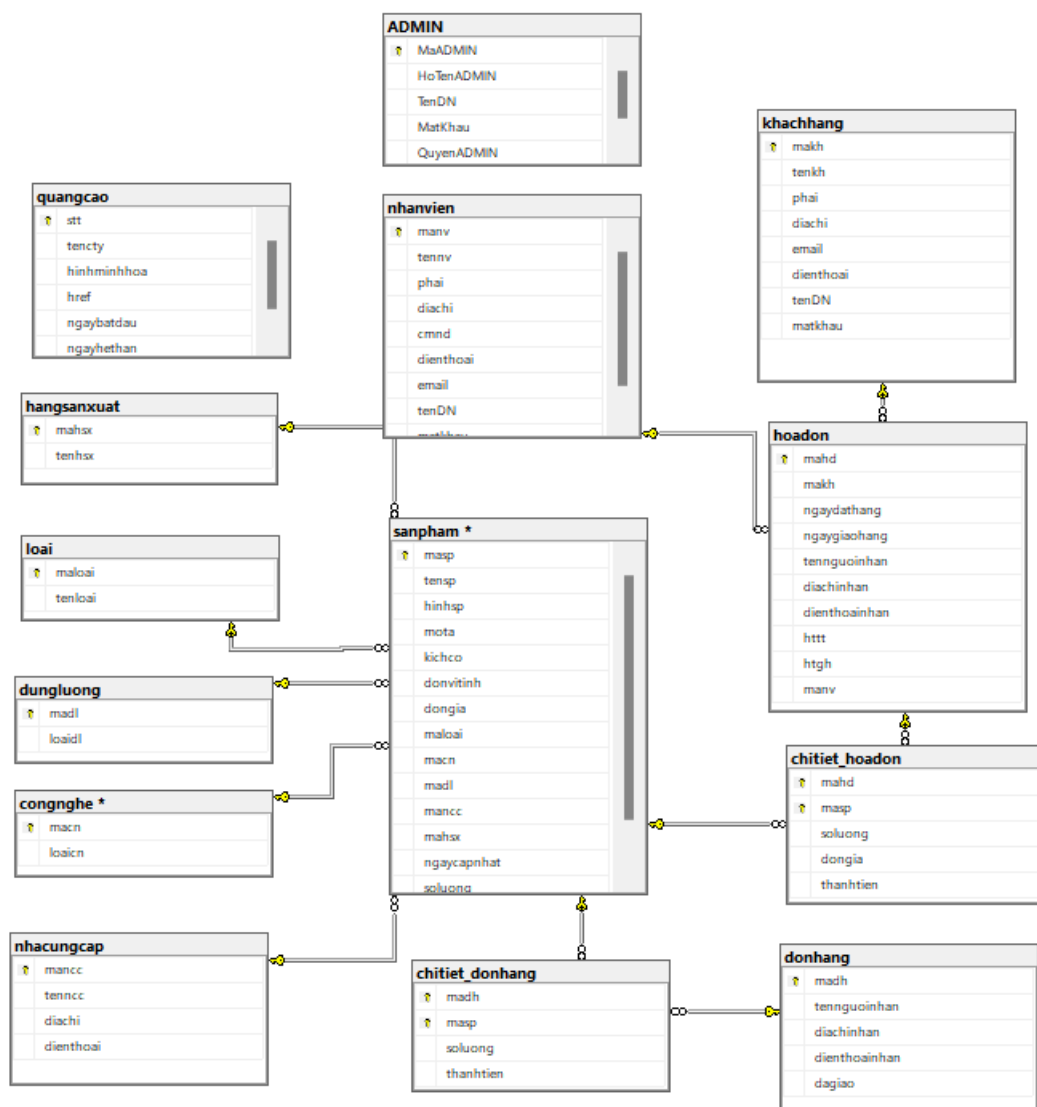 ADMIN
MaADMIN
HoTenADMIN
TenDN
MatKhau
QuyenADMIN
khachhang
makh
tenkh
phai
diachi
email
dienthoai
tenDN
matkhau
quangcao
stt
tencty
hinhminhhoa
href
ngaybatdau
ngayhethan
nhanvien
manv
tennv
phai
diachi
cmnd
dienthoai
email
tenDN
matkhau
hangsanxuat
mahsx
tenhsx
hoadon
mahd
makh
ngaydathang
ngaygiaohang
tennguoinhan
diachinhan
dienthoainhan
httt
htgh
manv
loai
maloai
tenloai
sanpham *
masp
tensp
hinhsp
mota
kichco
donvitinh
dongia
maloai
macn
madl
mancc
mahsx
ngaycapnhat
soluong
dungluong
madl
loaidl
congnghe *
macn
loaicn
chitiet_hoadon
mahd
masp
soluong
dongia
thanhtien
nhacungcap
mancc
tenncc
diachi
dienthoai
chitiet_donhang
madh
masp
soluong
thanhtien
donhang
madh
tennguoinhan
diachinhan
dienthoainhan
dagiao